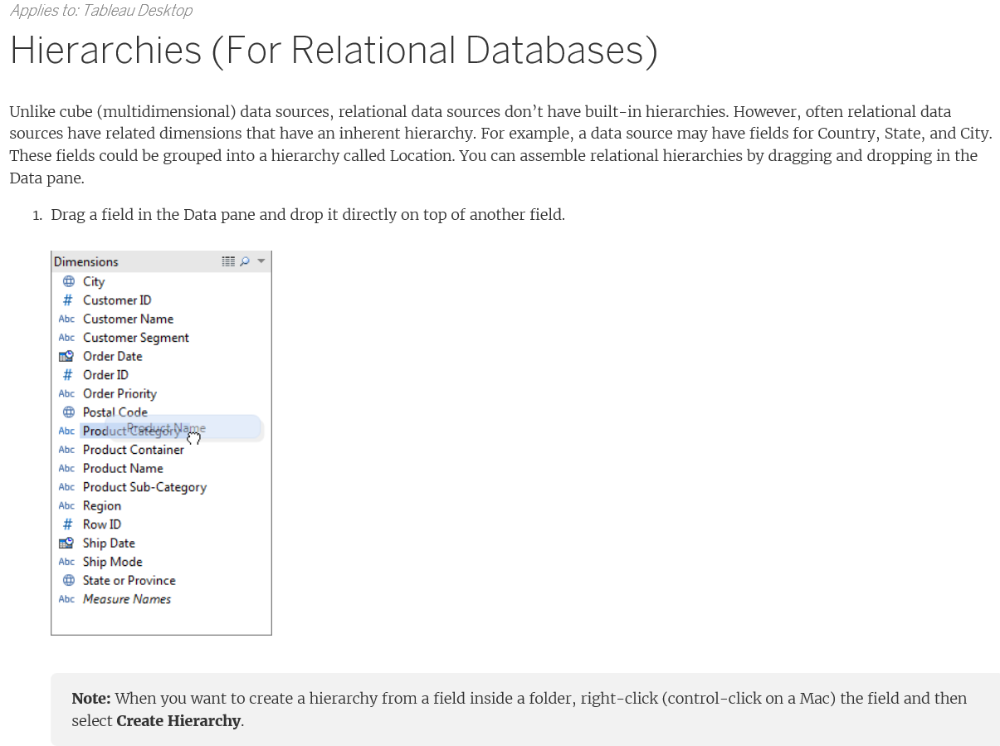 Applies to: Tableau Desktop
Hierarchies (For Relational Databases)
Unlike cube (multidimensional) data sources, relational data sources don’t have built-in hierarchies. However, often relational data
sources have related dimensions that have an inherent hierarchy. For example, a data source may have fields for Country, State, and City.
These fields could be grouped into a hierarchy called Location. You can assemble relational hierarchies by dragging and dropping in the
Data pane.
1. Drag a field in the Data pane and drop it directly on top of another field.
Dimensions
City
# Customer ID
Abc Customer Name
Abc Customer Segment
Order Date
# Order ID
Abc Order Priority
Postal Code
Product Name
Abc Product Category
Abc Product Container
Abc Product Name
Abc Product Sub-Category
Abc Region
# Row ID
Ship Date
Abc Ship Mode
State or Province
Abc Measure Names
Note: When you want to create a hierarchy from a field inside a folder, right-click (control-click on a Mac) the field and then
select Create Hierarchy.